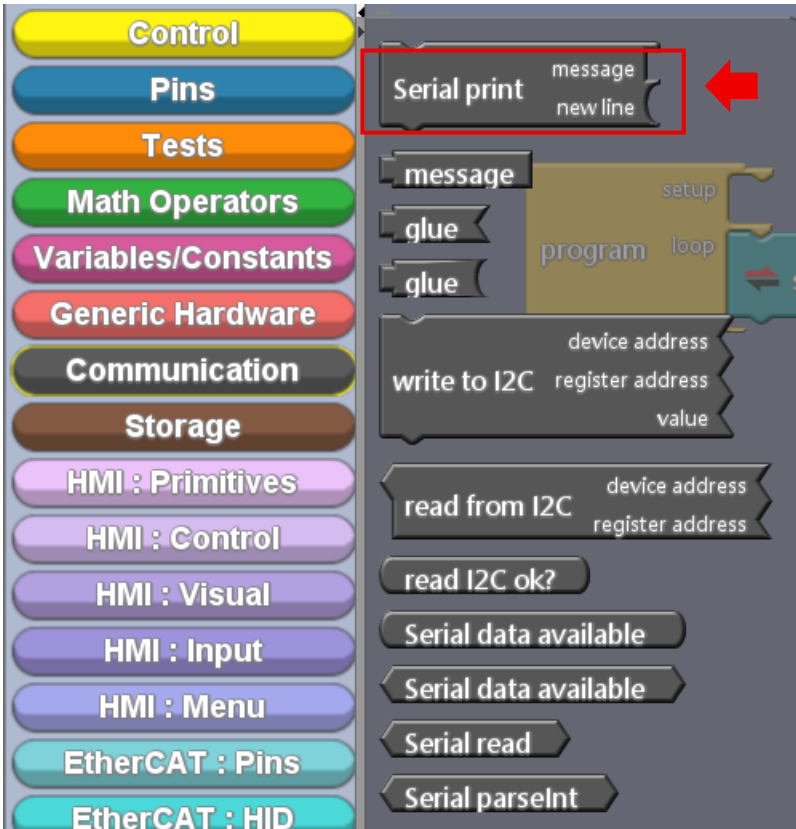 Control
Pins
Tests
Math Operators
Variables/Constants
Generic Hardware
Communication
Storage
HMI : Primitives
HMI : Control
HMI : Visual
HMI : Input
HMI : Menu
EtherCAT : Pins
EtherCAT : HID
Serial print
message
new line
message
glue
glue
setup
program
loop
write to I2C
device address
register address
value
read from I2C
device address
register address
read I2C ok?
Serial data available
Serial data available
Serial read
Serial parseInt